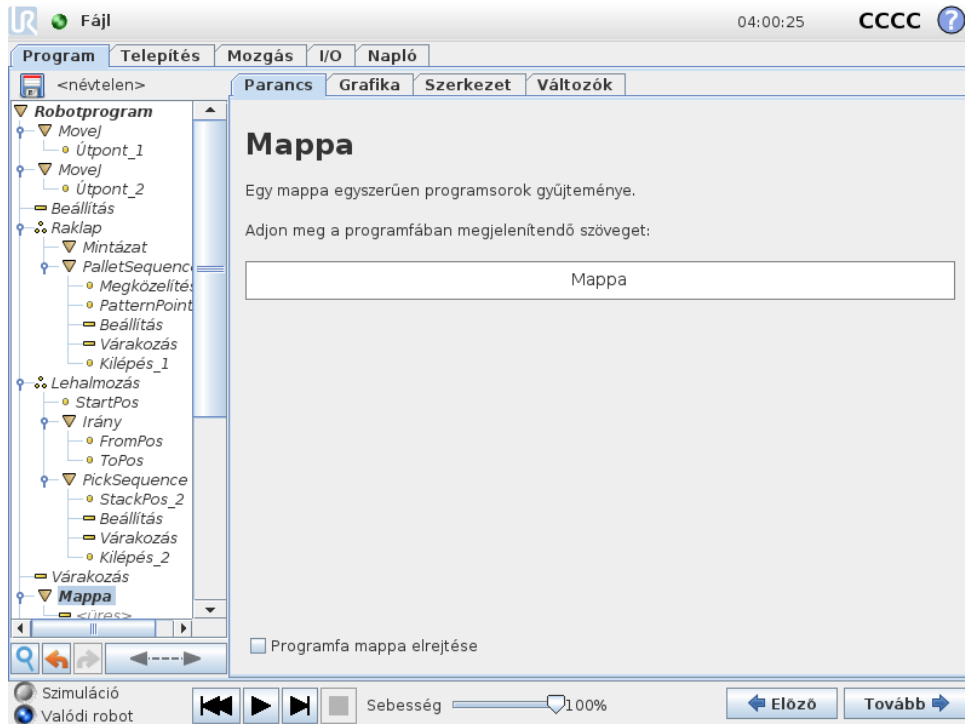 UR Fájl 04:00:25 CCCC ?
Program Telepítés Mozgás I/O Napló
<névtelen>
Parancs Grafika Szerkezet Változók
Robotprogram
MoveJ
Útpont_1
MoveJ
Útpont_2
Beállítás
Raklap
Mintázat
PalletSequence
Megközelítés
PatternPoint
Beállítás
Várakozás
Kilépés_1
Lehalmozás
StartPos
Irány
FromPos
ToPos
PickSequence
StackPos_2
Beállítás
Várakozás
Kilépés_2
Várakozás
Mappa
<üres>
Mappa
Egy mappa egyszerűen programsorok gyűjteménye.
Adjon meg a programfában megjelenítendő szöveget:
Mappa
Programfa mappa elrejtése
Szimuláció
Valódi robot
Sebesség 100%
Előző Tovább